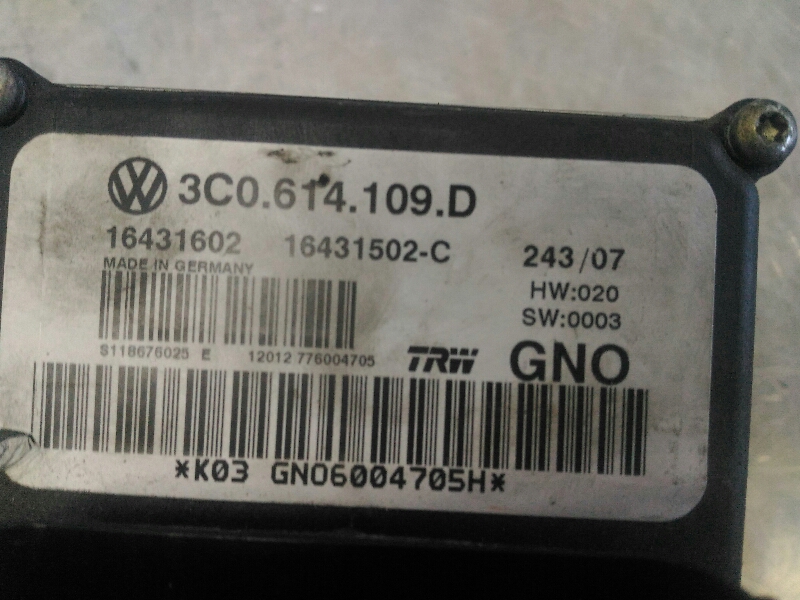 3C0.614.109.D
16431602 16431502-C 243/07
MADE IN GERMANY HW:020
SW:0003
S118676025 E 12012 776004705 TRW GNO
*K03 GNO6004705H*